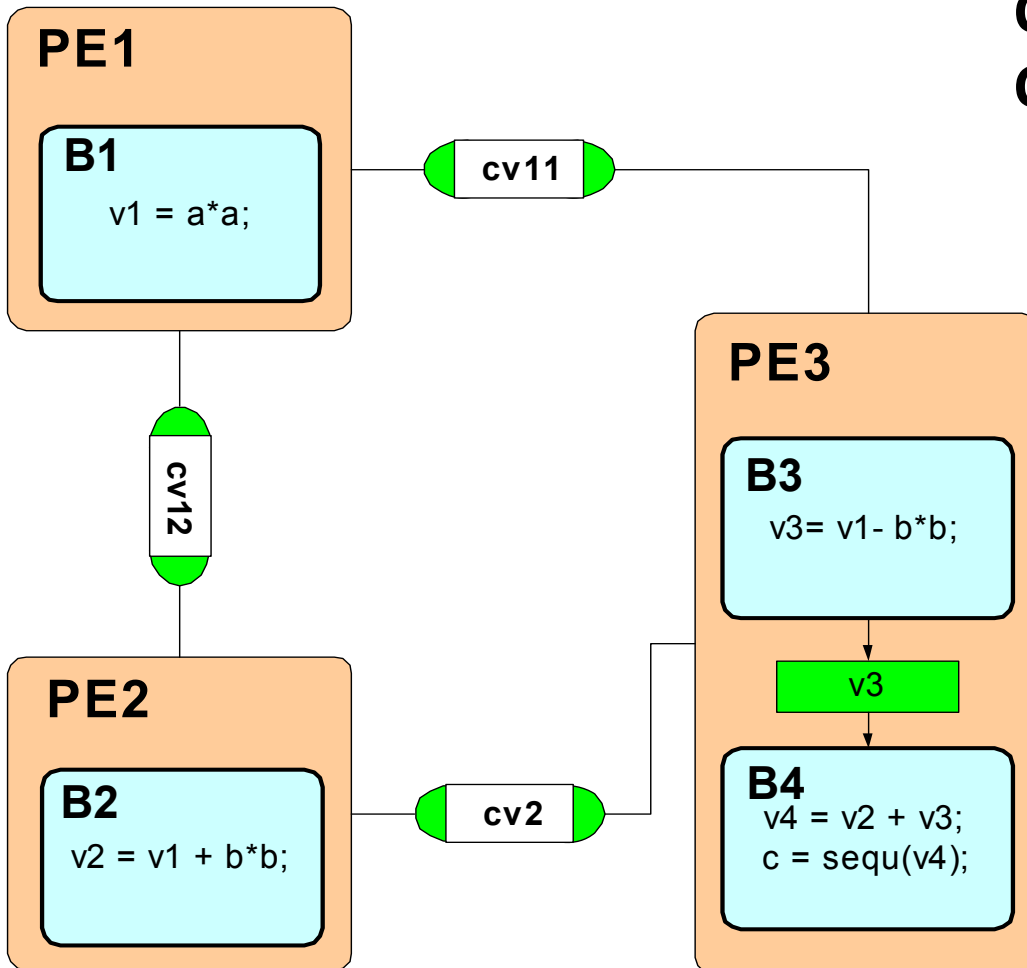 PE1
B1
v1 = a*a;
cv11
PE3
B3
v3= v1- b*b;
cv12
v3
PE2
B2
v2 = v1 + b*b;
cv2
B4
v4 = v2 + v3;
c = sequ(v4);